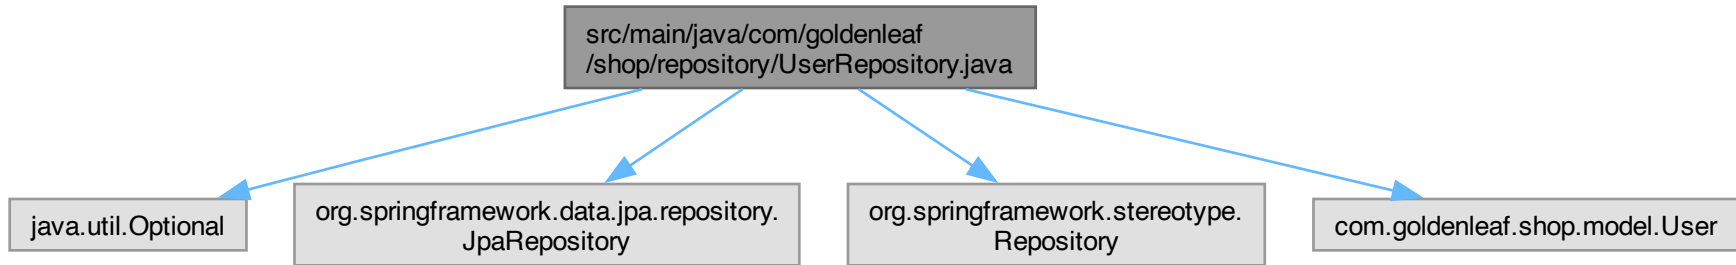 src/main/java/com/goldenleaf
/shop/repository/UserRepository.java
java.util.Optional
org.springframework.data.jpa.repository.
JpaRepository
org.springframework.stereotype.
Repository
com.goldenleaf.shop.model.User